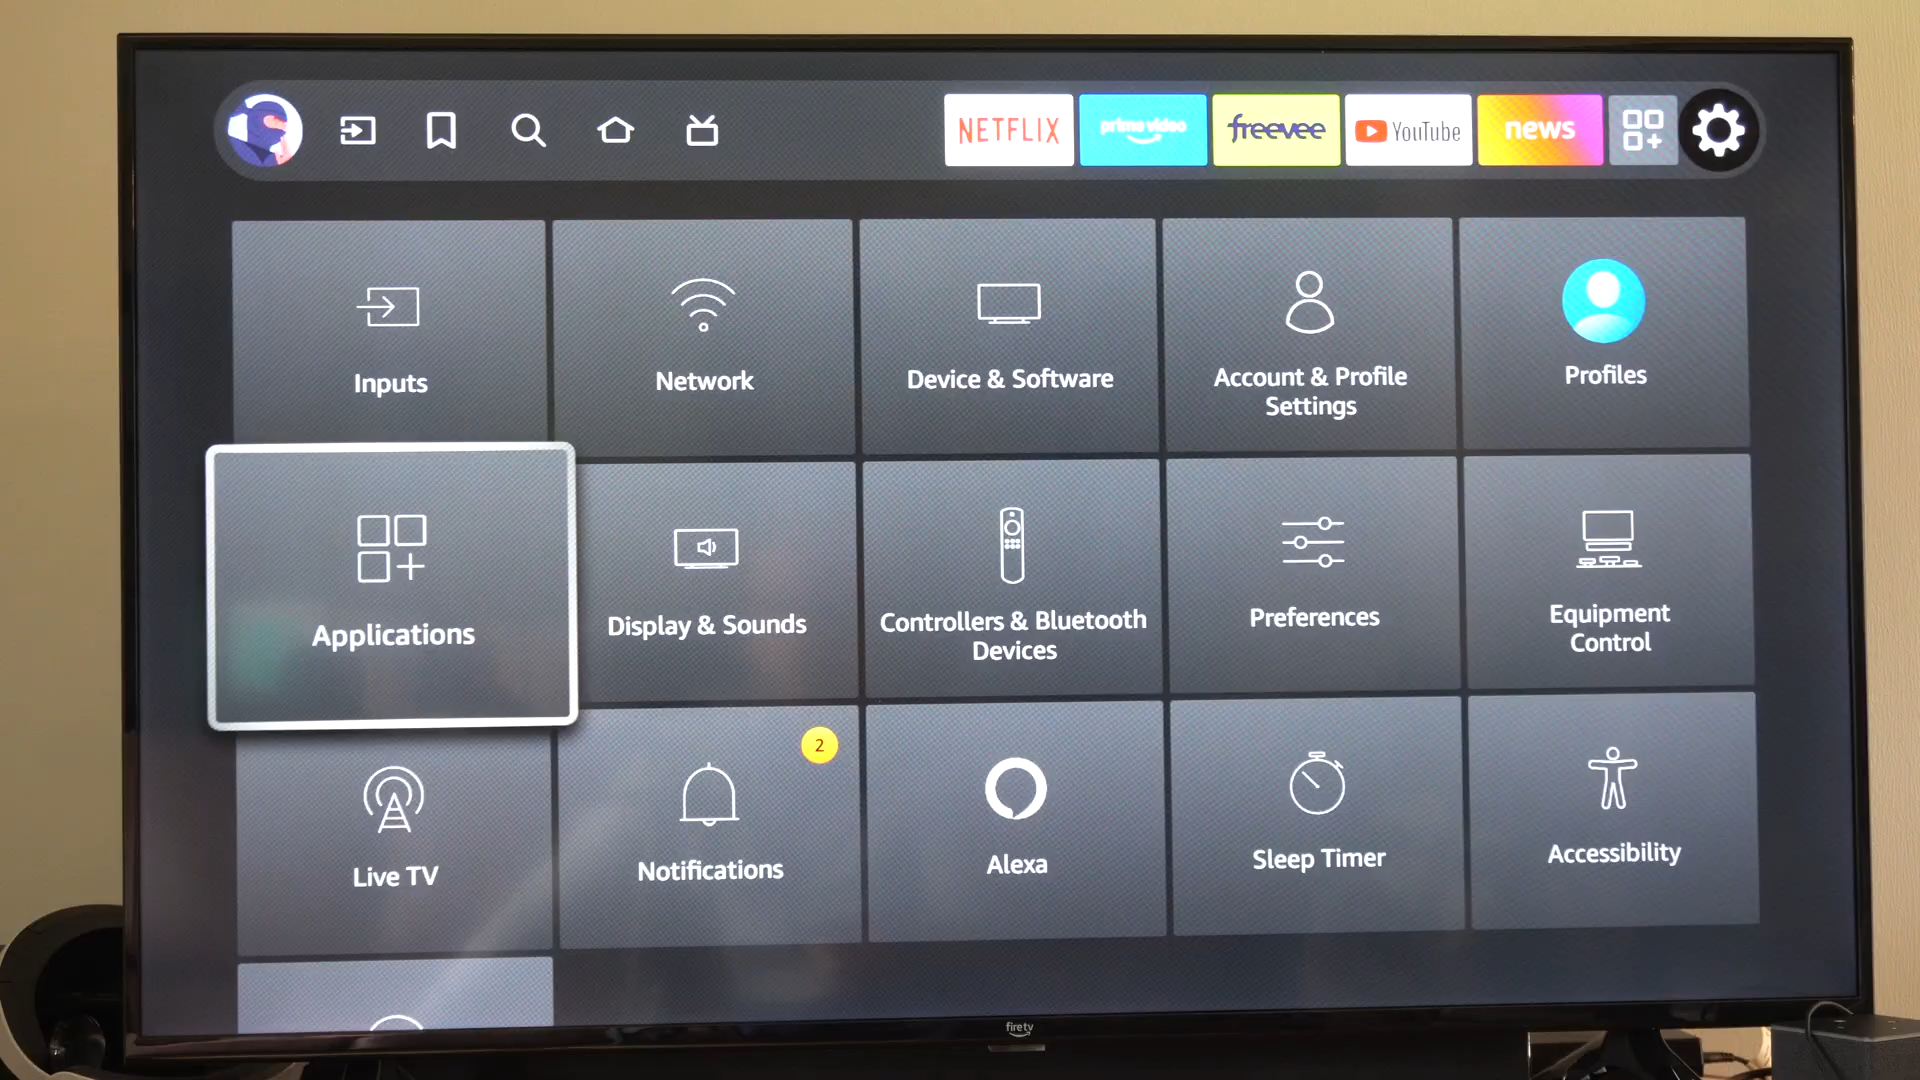 NETFLIX
prime video
freevee
YouTube
news
Inputs
Network
Device & Software
Account & Profile
Settings
Profiles
Applications
Display & Sounds
Controllers & Bluetooth
Devices
Preferences
Equipment
Control
Live TV
2
Notifications
Alexa
Sleep Timer
Accessibility
firetv